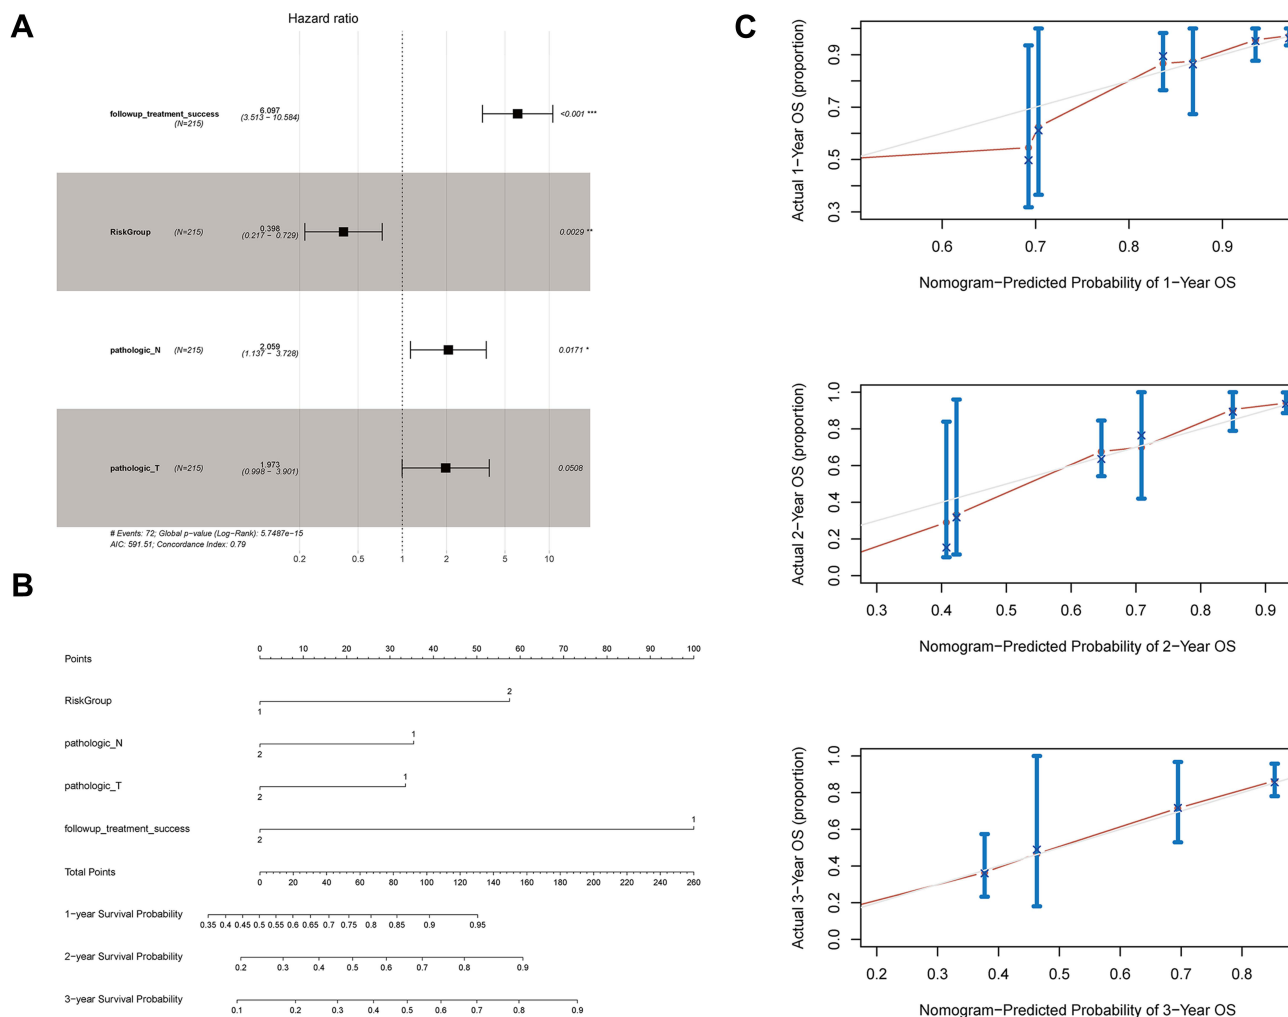 A
Hazard ratio
followup_treatment_success
(N=215)
6.097
(3.513 − 10.584)
<0.001 ***
RiskGroup
(N=215)
0.398
(0.217 − 0.729)
0.0029 **
pathologic_N
(N=215)
2.059
(1.137 − 3.728)
0.0171 *
pathologic_T
(N=215)
1.973
(0.998 − 3.901)
0.0508
# Events: 72; Global p−value (Log−Rank): 5.7487e−15
AIC: 591.51; Concordance Index: 0.79
0.2 0.5 1 2 5 10
B
Points
0 10 20 30 40 50 60 70 80 90 100
RiskGroup
2
1
pathologic_N
1
2
pathologic_T
1
2
followup_treatment_success
1
2
Total Points
0 20 40 60 80 100 120 140 160 180 200 220 240 260
1−year Survival Probability
0.35 0.4 0.45 0.5 0.55 0.6 0.65 0.7 0.75 0.8 0.85 0.9 0.95
2−year Survival Probability
0.2 0.3 0.4 0.5 0.6 0.7 0.8 0.9
3−year Survival Probability
0.1 0.2 0.3 0.4 0.5 0.6 0.7 0.8 0.9
C
Actual 1−Year OS (proportion)
0.9
0.7
0.5
0.3
0.6 0.7 0.8 0.9
Nomogram−Predicted Probability of 1−Year OS
Actual 2−Year OS (proportion)
1.0
0.8
0.6
0.4
0.2
0.0
0.3 0.4 0.5 0.6 0.7 0.8 0.9
Nomogram−Predicted Probability of 2−Year OS
Actual 3−Year OS (proportion)
1.0
0.8
0.6
0.4
0.2
0.0
0.2 0.3 0.4 0.5 0.6 0.7 0.8
Nomogram−Predicted Probability of 3−Year OS